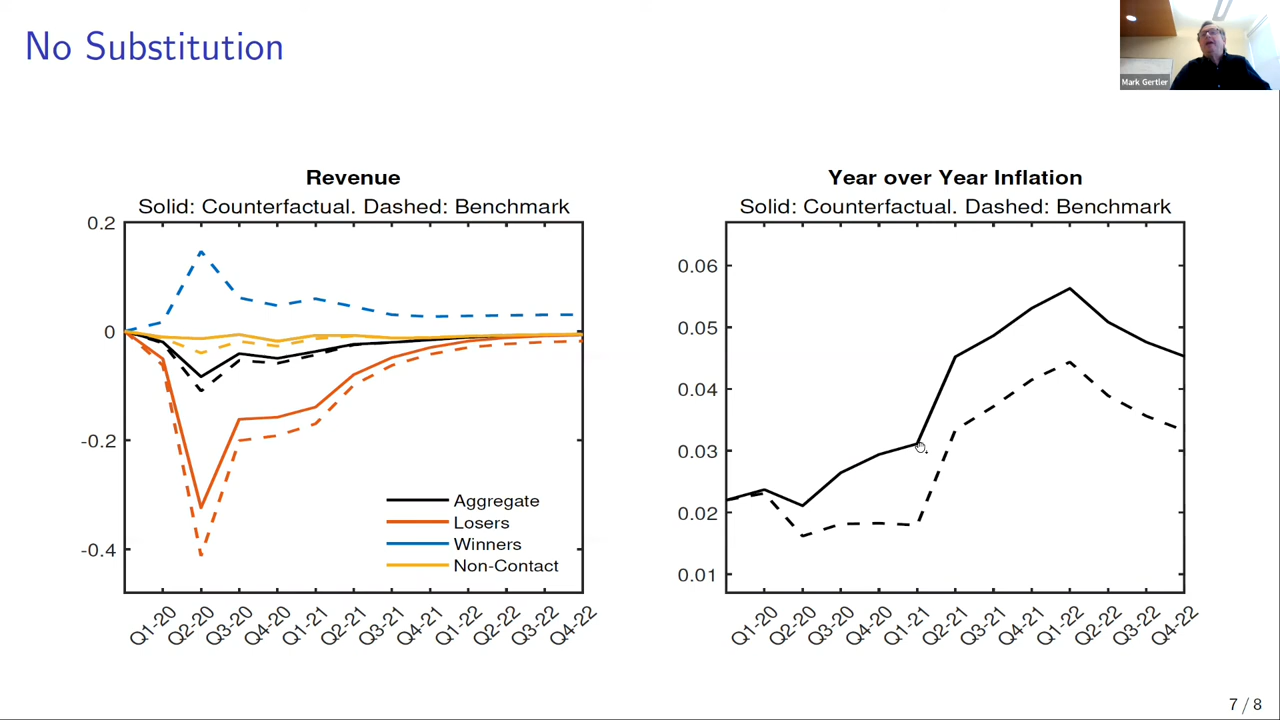 No Substitution
Mark Gertler
Revenue
Solid: Counterfactual. Dashed: Benchmark
0.2
0
-0.2
-0.4
Aggregate
Losers
Winners
Non-Contact
Q1-20
Q2-20
Q3-20
Q4-20
Q1-21
Q2-21
Q3-21
Q4-21
Q1-22
Q2-22
Q3-22
Q4-22
Year over Year Inflation
Solid: Counterfactual. Dashed: Benchmark
0.06
0.05
0.04
0.03
0.02
0.01
Q1-20
Q2-20
Q3-20
Q4-20
Q1-21
Q2-21
Q3-21
Q4-21
Q1-22
Q2-22
Q3-22
Q4-22
7 / 8